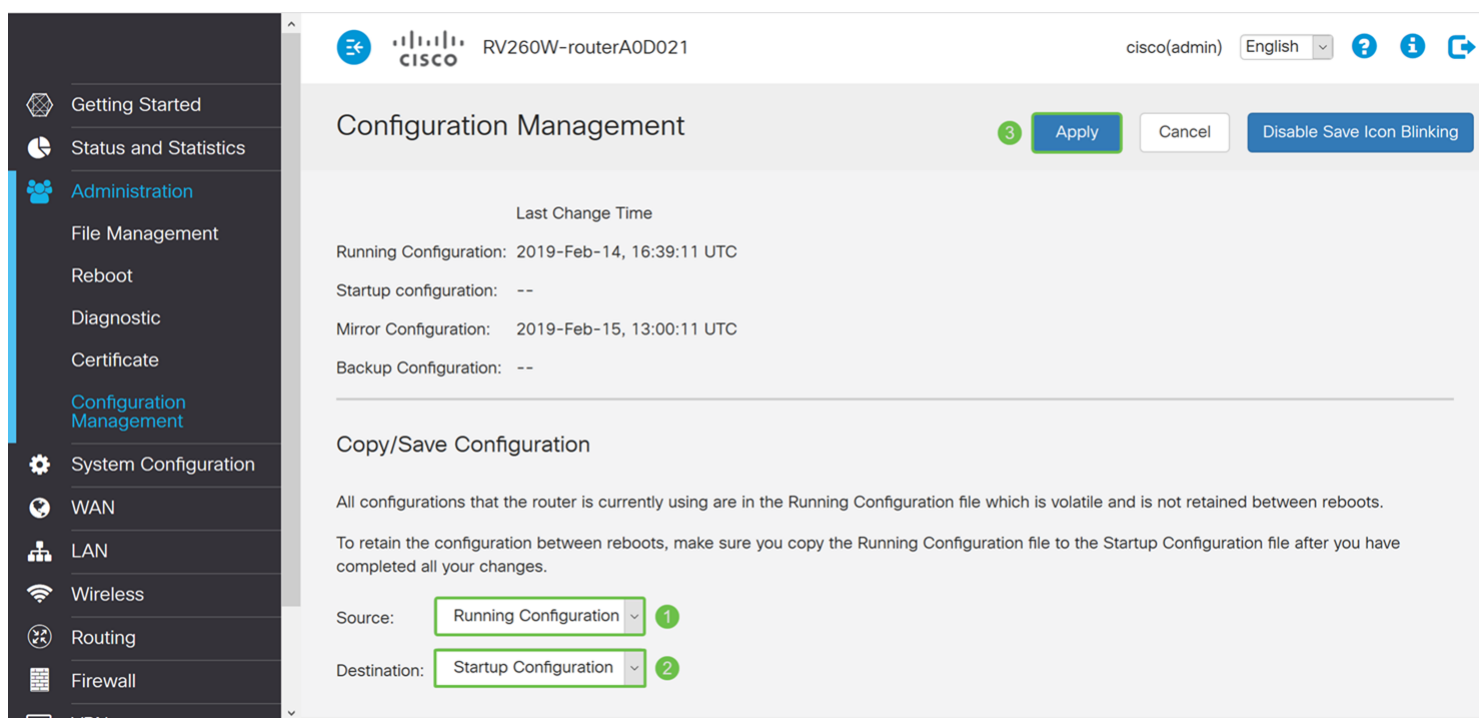 CISCO
RV260W-routerA0D021
cisco(admin)
English
Getting Started
Status and Statistics
Administration
File Management
Reboot
Diagnostic
Certificate
Configuration
Management
System Configuration
WAN
LAN
Wireless
Routing
Firewall
Configuration Management
3 Apply
Cancel
Disable Save Icon Blinking
Last Change Time
Running Configuration: 2019-Feb-14, 16:39:11 UTC
Startup configuration: --
Mirror Configuration: 2019-Feb-15, 13:00:11 UTC
Backup Configuration: --
Copy/Save Configuration
All configurations that the router is currently using are in the Running Configuration file which is volatile and is not retained between reboots.
To retain the configuration between reboots, make sure you copy the Running Configuration file to the Startup Configuration file after you have
completed all your changes.
Source: Running Configuration 1
Destination: Startup Configuration 2